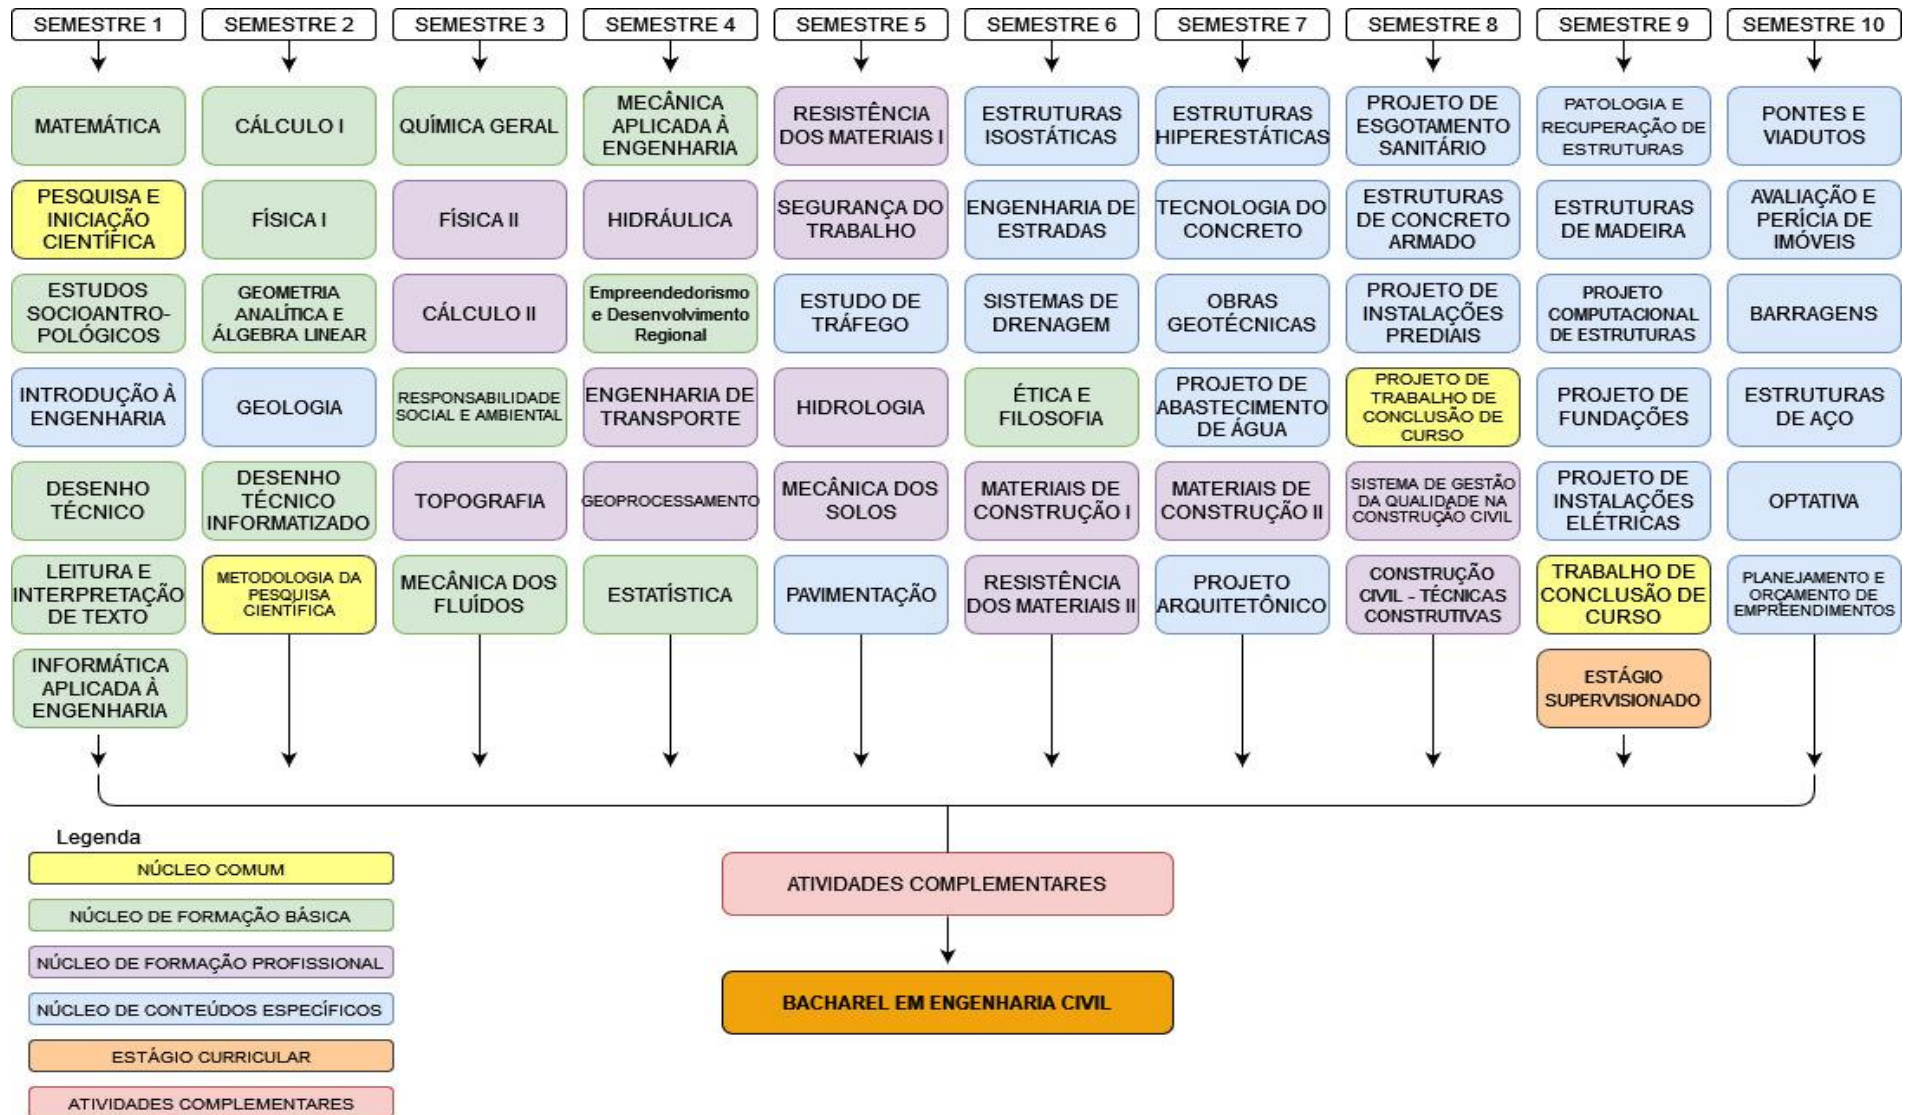 SEMESTRE 1
SEMESTRE 2
SEMESTRE 3
SEMESTRE 4
SEMESTRE 5
SEMESTRE 6
SEMESTRE 7
SEMESTRE 8
SEMESTRE 9
SEMESTRE 10
MATEMÁTICA
CÁLCULO I
QUÍMICA GERAL
MECÂNICA
APLICADA À
ENGENHARIA
RESISTÊNCIA
DOS MATERIAIS I
ESTRUTURAS
ISOSTÁTICAS
ESTRUTURAS
HIPERESTÁTICAS
PROJETO DE
ESGOTAMENTO
SANITÁRIO
PATOLOGIA E
RECUPERAÇÃO DE
ESTRUTURAS
PONTES E
VIADUTOS
PESQUISA E
INICIAÇÃO
CIENTÍFICA
FÍSICA I
FÍSICA II
HIDRÁULICA
SEGURANÇA DO
TRABALHO
ENGENHARIA DE
ESTRADAS
TECNOLOGIA DO
CONCRETO
ESTRUTURAS
DE CONCRETO
ARMADO
ESTRUTURAS
DE MADEIRA
AVALIAÇÃO E
PERÍCIA DE
IMÓVEIS
ESTUDOS
SOCIOANTRO-
POLÓGICOS
GEOMETRIA
ANALÍTICA E
ÁLGEBRA LINEAR
CÁLCULO II
Empreendedorismo
e Desenvolvimento
Regional
ESTUDO DE
TRÁFEGO
SISTEMAS DE
DRENAGEM
OBRAS
GEOTÉCNICAS
PROJETO DE
INSTALAÇÕES
PREDIAIS
PROJETO
COMPUTACIONAL
DE ESTRUTURAS
BARRAGENS
INTRODUÇÃO À
ENGENHARIA
GEOLOGIA
RESPONSABILIDADE
SOCIAL E AMBIENTAL
ENGENHARIA DE
TRANSPORTE
HIDROLOGIA
ÉTICA E
FILOSOFIA
PROJETO DE
ABASTECIMENTO
DE ÁGUA
PROJETO DE
TRABALHO DE
CONCLUSÃO DE
CURSO
PROJETO DE
FUNDAÇÕES
ESTRUTURAS
DE AÇO
DESENHO
TÉCNICO
DESENHO
TÉCNICO
INFORMATIZADO
TOPOGRAFIA
GEOPROCESSAMENTO
MECÂNICA DOS
SOLOS
MATERIAIS DE
CONSTRUÇÃO I
MATERIAIS DE
CONSTRUÇÃO II
SISTEMA DE GESTÃO
DA QUALIDADE NA
CONSTRUÇÃO CIVIL
PROJETO DE
INSTALAÇÕES
ELÉTRICAS
OPTATIVA
LEITURA E
INTERPRETAÇÃO
DE TEXTO
METODOLOGIA DA
PESQUISA
CIENTÍFICA
MECÂNICA DOS
FLUÍDOS
ESTATÍSTICA
PAVIMENTAÇÃO
RESISTÊNCIA
DOS MATERIAIS II
PROJETO
ARQUITETÔNICO
CONSTRUÇÃO
CIVIL - TÉCNICAS
CONSTRUTIVAS
TRABALHO DE
CONCLUSÃO DE
CURSO
PLANEJAMENTO E
ORÇAMENTO DE
EMPREENDIMENTOS
INFORMÁTICA
APLICADA À
ENGENHARIA
ESTÁGIO
SUPERVISIONADO
Legenda
NÚCLEO COMUM
NÚCLEO DE FORMAÇÃO BÁSICA
NÚCLEO DE FORMAÇÃO PROFISSIONAL
NÚCLEO DE CONTEÚDOS ESPECÍFICOS
ESTÁGIO CURRICULAR
ATIVIDADES COMPLEMENTARES
ATIVIDADES COMPLEMENTARES
BACHAREL EM ENGENHARIA CIVIL